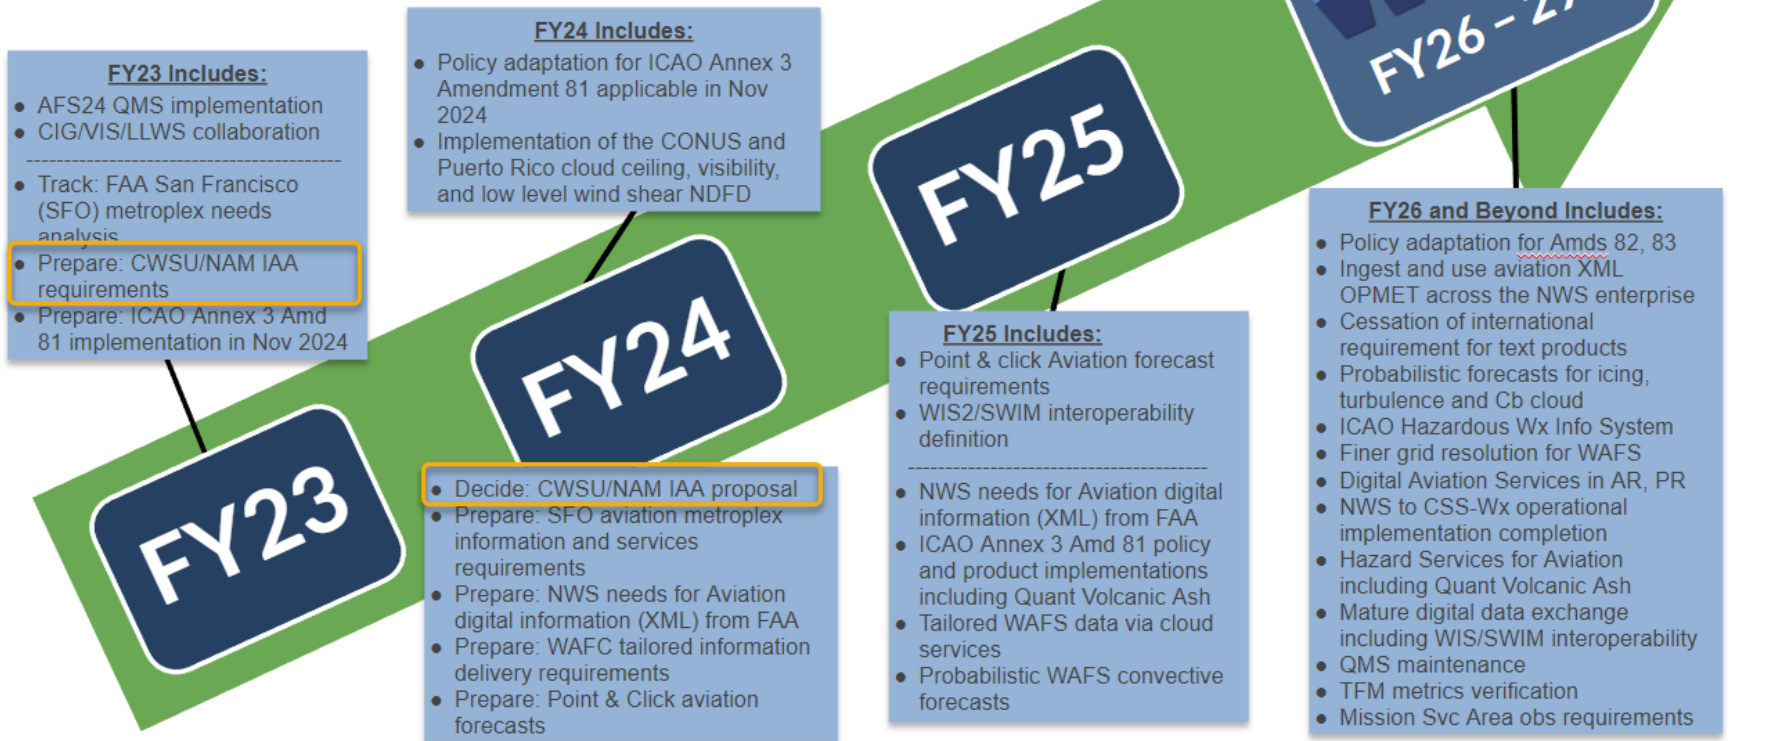 FY23 Includes:
● AFS24 QMS implementation
● CIG/VIS/LLWS collaboration
-----------------------------------------
● Track: FAA San Francisco
(SFO) metroplex needs
analysis
● Prepare: CWSU/NAM IAA
requirements
● Prepare: ICAO Annex 3 Amd
81 implementation in Nov 2024
FY23
FY24 Includes:
● Policy adaptation for ICAO Annex 3
Amendment 81 applicable in Nov
2024
● Implementation of the CONUS and
Puerto Rico cloud ceiling, visibility,
and low level wind shear NDFD
FY24
● Decide: CWSU/NAM IAA proposal
● Prepare: SFO aviation metroplex
information and services
requirements
● Prepare: NWS needs for Aviation
digital information (XML) from FAA
● Prepare: WAFC tailored information
delivery requirements
● Prepare: Point & Click aviation
forecasts
FY25
FY25 Includes:
● Point & click Aviation forecast
requirements
● WIS2/SWIM interoperability
definition
---------------------------------------
● NWS needs for Aviation digital
information (XML) from FAA
● ICAO Annex 3 Amd 81 policy
and product implementations
including Quant Volcanic Ash
● Tailored WAFS data via cloud
services
● Probabilistic WAFS convective
forecasts
FY26 – 27
FY26 and Beyond Includes:
● Policy adaptation for Amds 82, 83
● Ingest and use aviation XML
OPMET across the NWS enterprise
● Cessation of international
requirement for text products
● Probabilistic forecasts for icing,
turbulence and Cb cloud
● ICAO Hazardous Wx Info System
● Finer grid resolution for WAFS
● Digital Aviation Services in AR, PR
● NWS to CSS-Wx operational
implementation completion
● Hazard Services for Aviation
including Quant Volcanic Ash
● Mature digital data exchange
including WIS/SWIM interoperability
● QMS maintenance
● TFM metrics verification
● Mission Svc Area obs requirements